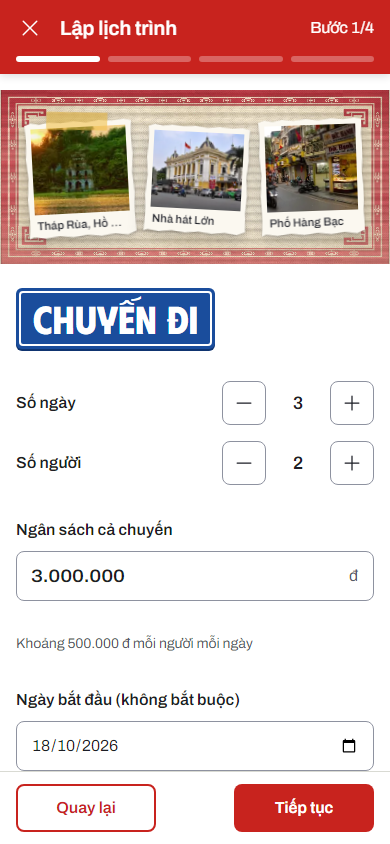 Lập lịch trình
Bước 1/4
Tháp Rùa, Hồ ...
Nhà hát Lớn
Phố Hàng Bạc
CHUYẾN ĐI
Số ngày
3
Số người
2
Ngân sách cả chuyến
3.000.000 đ
Khoảng 500.000 đ mỗi người mỗi ngày
Ngày bắt đầu (không bắt buộc)
18/10/2026
Quay lại
Tiếp tục